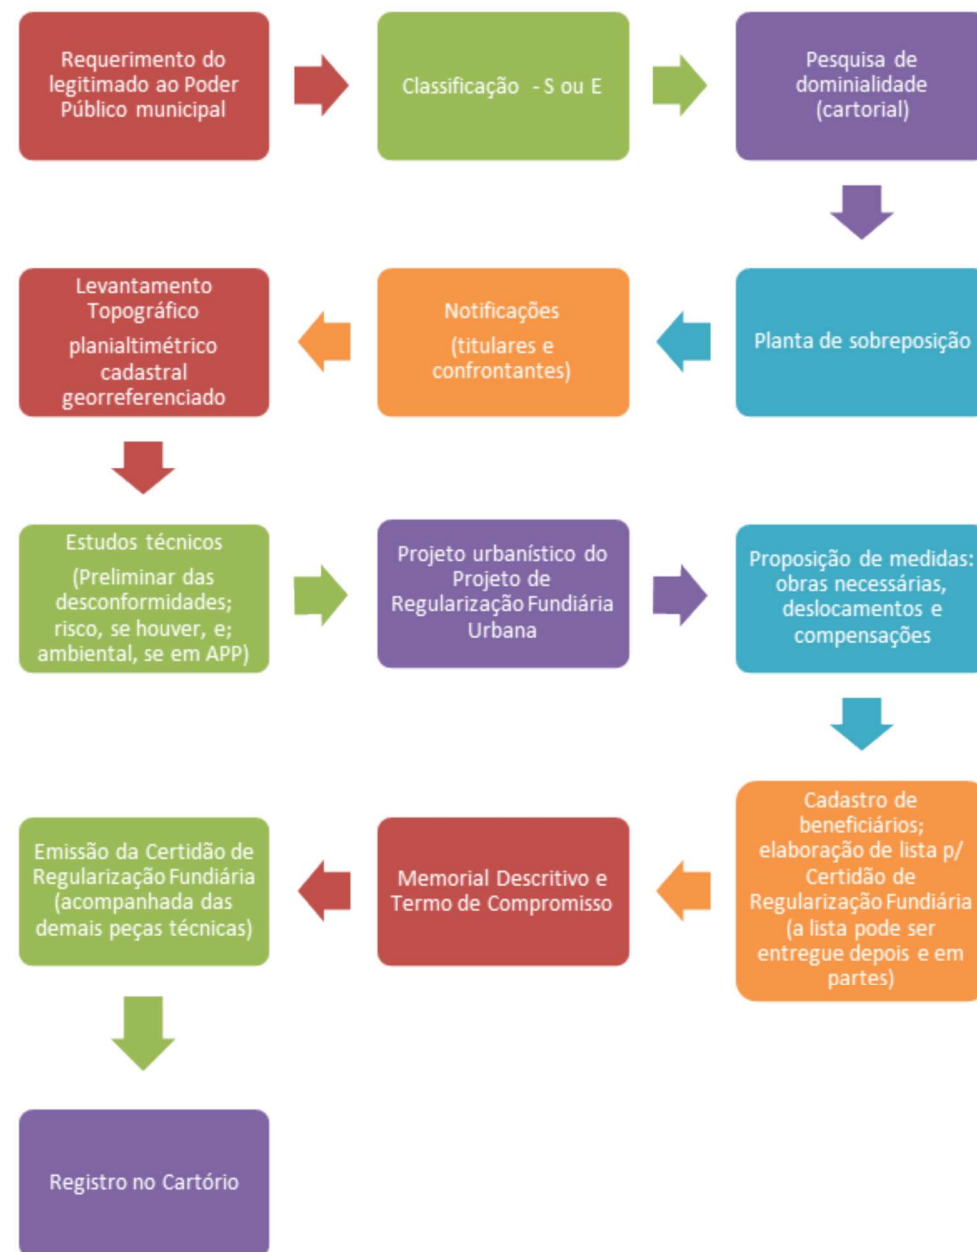 Requerimento do
legitimado ao Poder
Público municipal
Classificação - S ou E
Pesquisa de
dominialidade
(cartorial)
Planta de sobreposição
Notificações
(titulares e
confrontantes)
Levantamento
Topográfico
planialtimétrico
cadastral
georreferenciado
Estudos técnicos
(Preliminar das
desconformidades;
risco, se houver, e;
ambiental, se em APP)
Projeto urbanístico do
Projeto de
Regularização Fundiária
Urbana
Proposição de medidas:
obras necessárias,
deslocamentos e
compensações
Cadastro de
beneficiários;
elaboração de lista p/
Certidão de
Regularização Fundiária
(a lista pode ser
entregue depois e em
partes)
Memorial Descritivo e
Termo de Compromisso
Emissão da Certidão de
Regularização Fundiária
(acompanhada das
demais peças técnicas)
Registro no Cartório